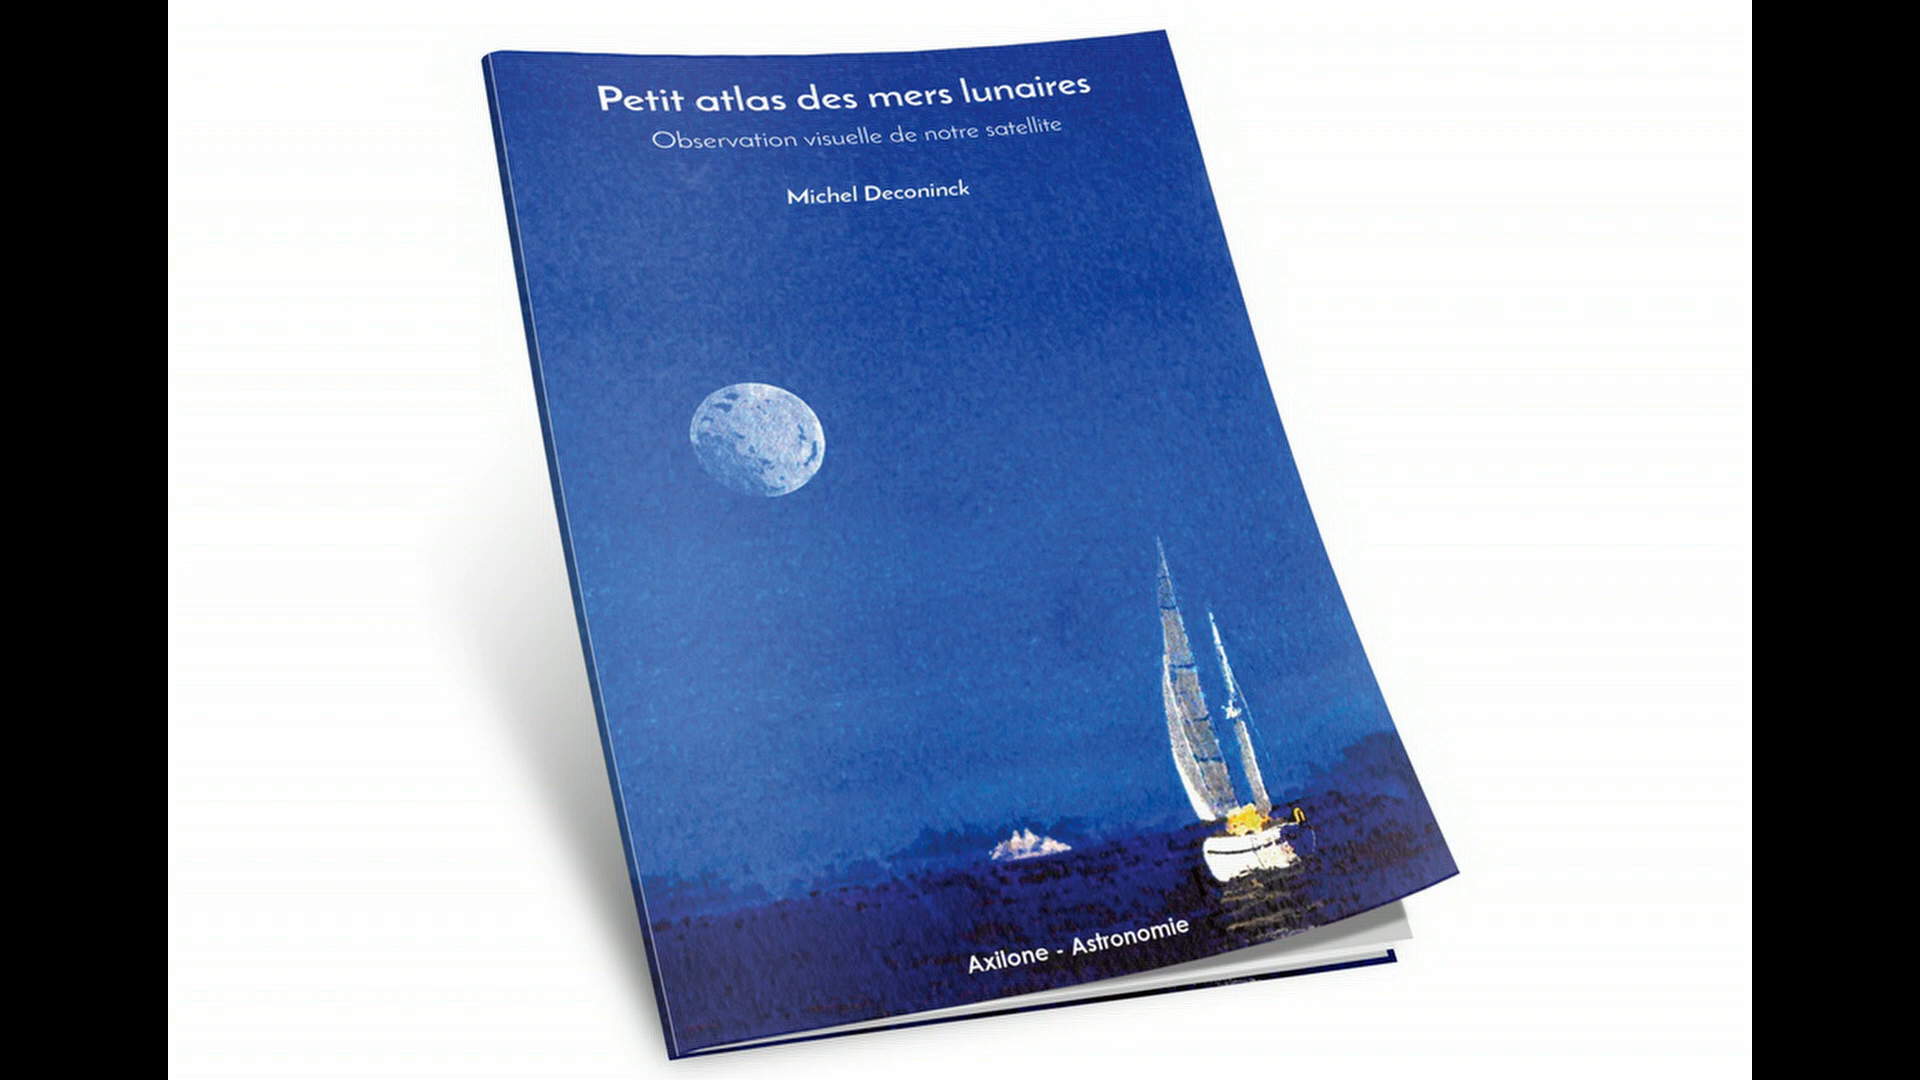 Petit atlas des mers lunaires
Observation visuelle de notre satellite
Michel Deconinck
Axilone - Astronomie